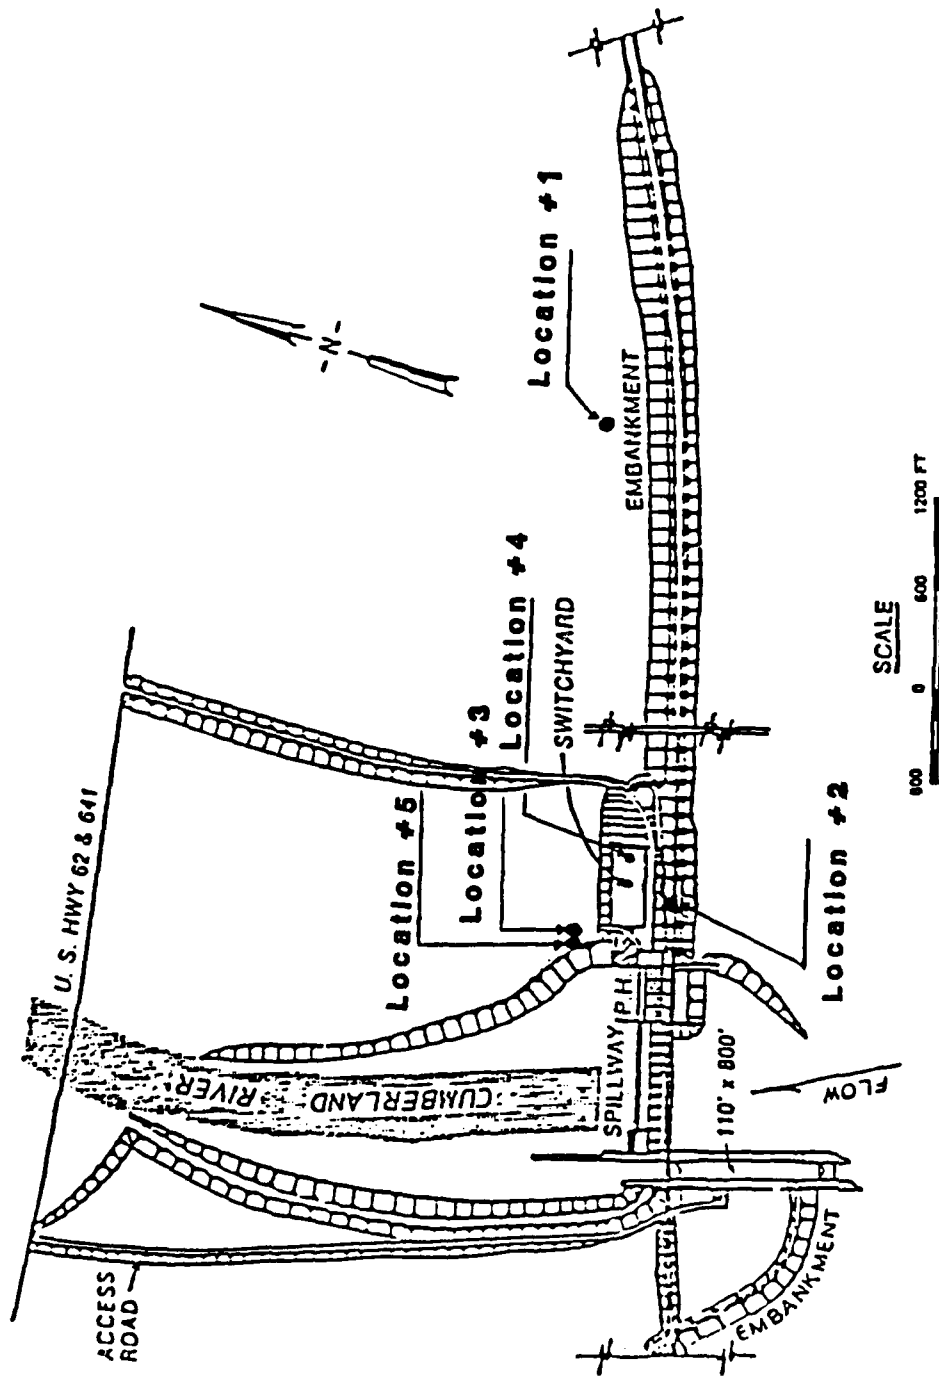 U. S. HWY 62 & 641
ACCESS
ROAD
CUMBERLAND
RIVER
- N -
Location #1
EMBANKMENT
Location #4
SWITCHYARD
Location #3
Location #5
SPILLWAY
P.H.
Location #2
110' x 800'
FLOW
EMBANKMENT
SCALE
600 0 600 1200 FT